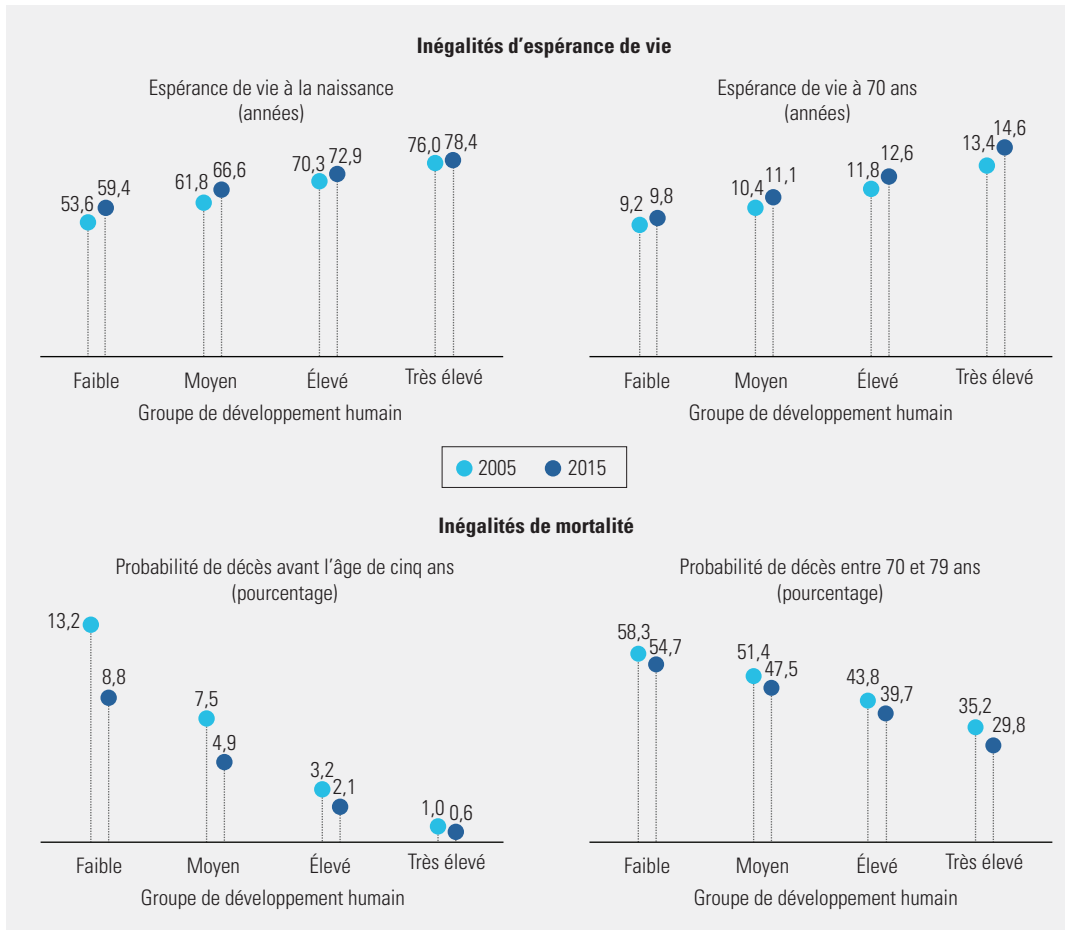 Inégalités d'espérance de vie
Espérance de vie à la naissance
(années)
53,6
59,4
61,8
66,6
70,3
72,9
76,0
78,4
Faible
Moyen
Élevé
Très élevé
Groupe de développement humain
Espérance de vie à 70 ans
(années)
9,2
9,8
10,4
11,1
11,8
12,6
13,4
14,6
Faible
Moyen
Élevé
Très élevé
Groupe de développement humain
2005
2015
Inégalités de mortalité
Probabilité de décès avant l'âge de cinq ans
(pourcentage)
13,2
8,8
7,5
4,9
3,2
2,1
1,0
0,6
Faible
Moyen
Élevé
Très élevé
Groupe de développement humain
Probabilité de décès entre 70 et 79 ans
(pourcentage)
58,3
54,7
51,4
47,5
43,8
39,7
35,2
29,8
Faible
Moyen
Élevé
Très élevé
Groupe de développement humain